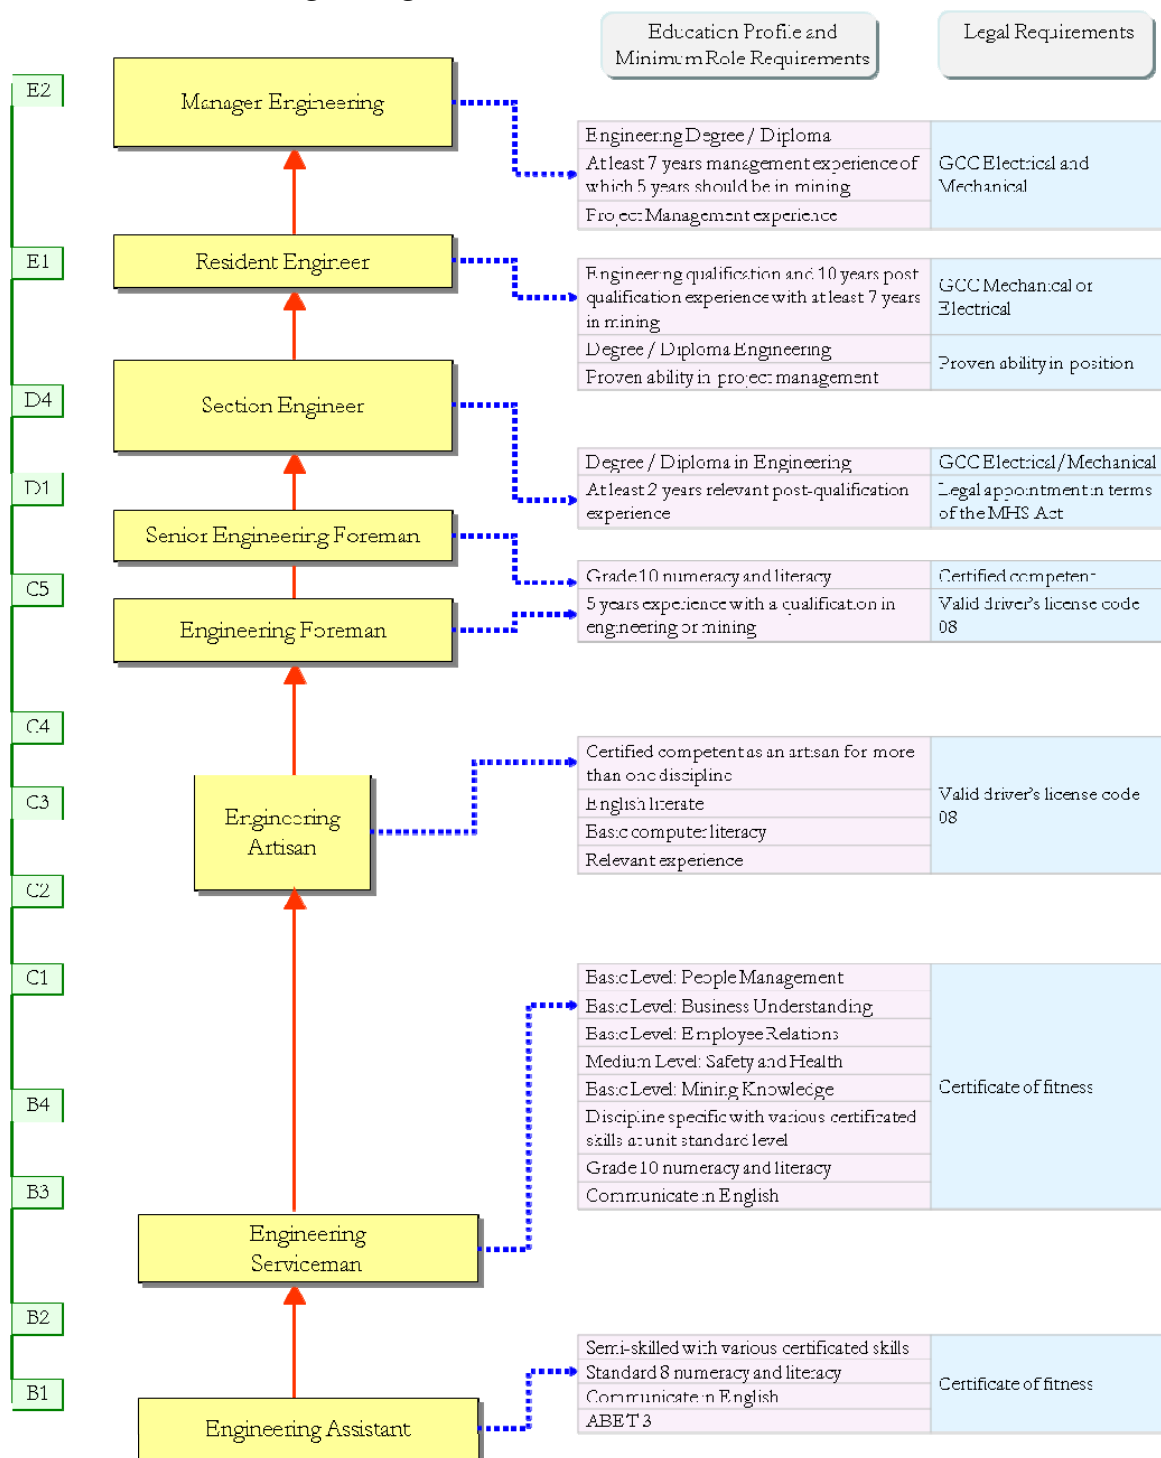 Education Profile and
Minimum Role Requirements
Legal Requirements
E2
Manager Engineering
Engineering Degree / Diploma
At least 7 years management experience of
which 5 years should be in mining
Project Management experience
GCC Electrical and
Mechanical
E1
Resident Engineer
Engineering qualification and 10 years post
qualification experience with at least 7 years
in mining
Degree / Diploma Engineering
Proven ability in project management
GCC Mechanical or
Electrical
Proven ability in position
D4
Section Engineer
Degree / Diploma in Engineering
At least 2 years relevant post-qualification
experience
GCC Electrical/Mechanical
Legal appointment in terms
of the MHS Act
D1
Senior Engineering Foreman
Grade 10 numeracy and literacy
Certified competent
C5
Engineering Foreman
5 years experience with a qualification in
engineering or mining
Valid driver's license code
08
C4
C3
Engineering
Artisan
Certified competent as an artisan for more
than one discipline
English literate
Basic computer literacy
Relevant experience
Valid driver's license code
08
C2
C1
Basic Level: People Management
Basic Level: Business Understanding
Basic Level: Employee Relations
Medium Level: Safety and Health
Basic Level: Mining Knowledge
Discipline specific with various certificated
skills at unit standard level
Grade 10 numeracy and literacy
Communicate in English
Certificate of fitness
B4
B3
Engineering
Serviceman
B2
Semi-skilled with various certificated skills
Standard 8 numeracy and literacy
Communicate in English
ABET 3
Certificate of fitness
B1
Engineering Assistant